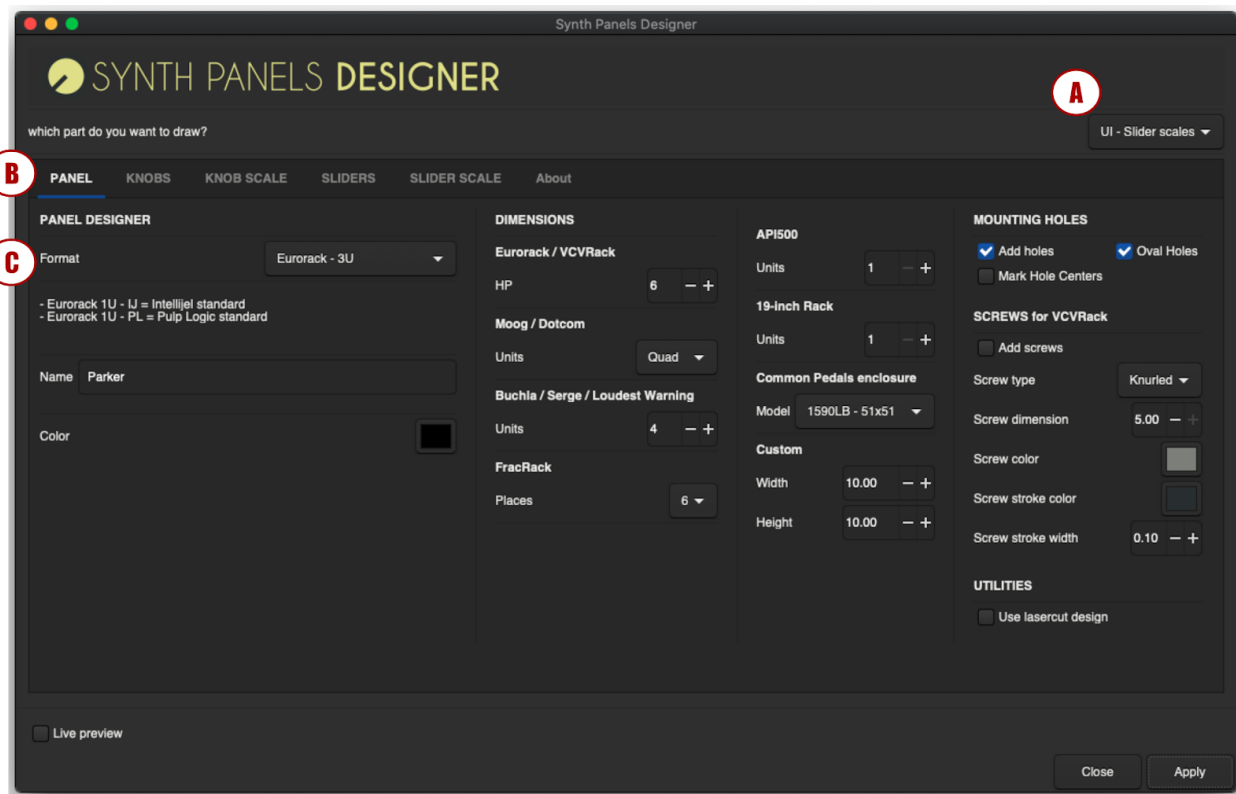 Synth Panels Designer
SYNTH PANELS DESIGNER
A
which part do you want to draw?
UI - Slider scales
B
PANEL
KNOBS
KNOB SCALE
SLIDERS
SLIDER SCALE
About
PANEL DESIGNER
C
Format
Eurorack - 3U
- Eurorack 1U - IJ = Intellijel standard
- Eurorack 1U - PL = Pulp Logic standard
Name
Parker
Color
DIMENSIONS
Eurorack / VCVRack
HP
6
- +
Moog / Dotcom
Units
Quad
Buchla / Serge / Loudest Warning
Units
4
- +
FracRack
Places
6
API500
Units
1
- +
19-inch Rack
Units
1
- +
Common Pedals enclosure
Model
1590LB - 51x51
Custom
Width
10.00
- +
Height
10.00
- +
MOUNTING HOLES
Add holes
Oval Holes
Mark Hole Centers
SCREWS for VCVRack
Add screws
Screw type
Knurled
Screw dimension
5.00
- +
Screw color
Screw stroke color
Screw stroke width
0.10
- +
UTILITIES
Use lasercut design
Live preview
Close
Apply